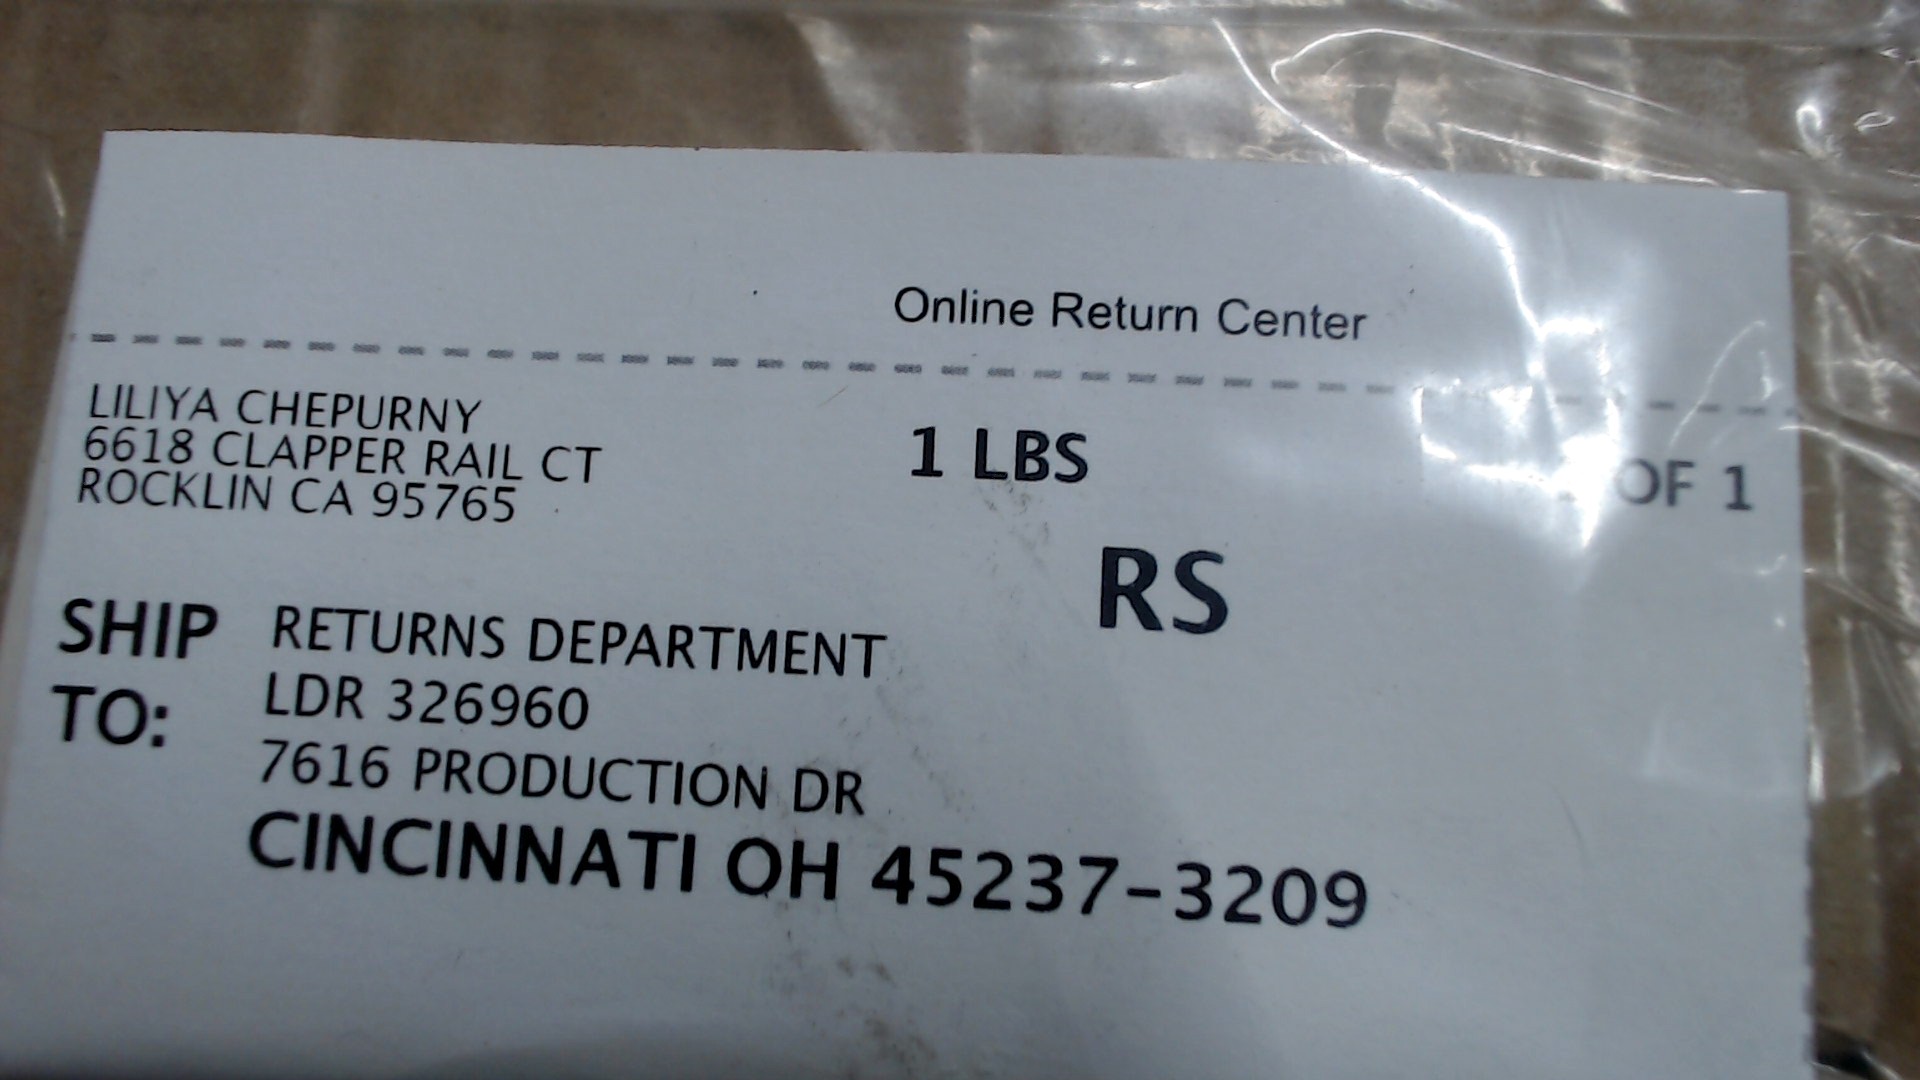 Online Return Center
LILIYA CHEPURNY
6618 CLAPPER RAIL CT
ROCKLIN CA 95765
1 LBS
OF 1
RS
SHIP TO:
RETURNS DEPARTMENT
LDR 326960
7616 PRODUCTION DR
CINCINNATI OH 45237-3209